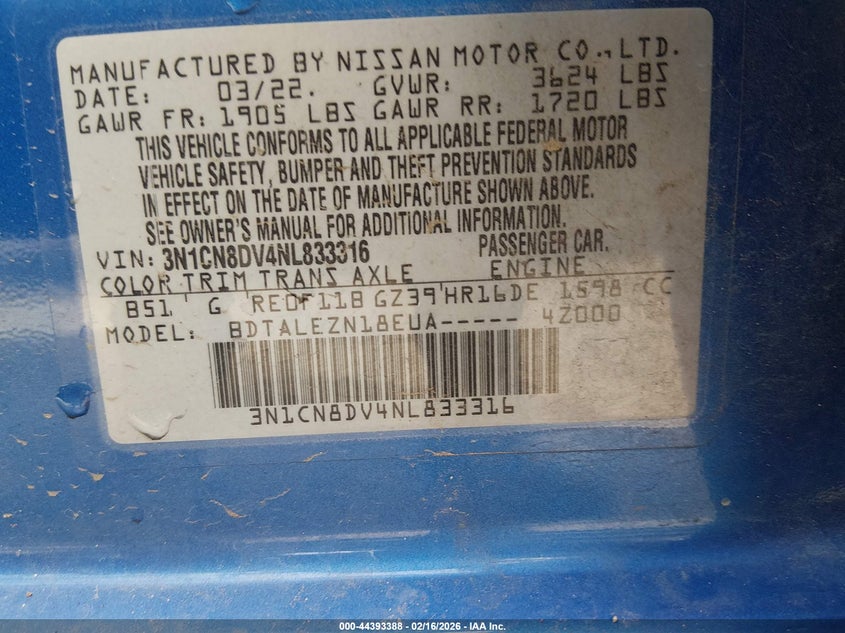 MANUFACTURED BY NISSAN MOTOR CO., LTD.
DATE: 03/22. GVWR: 3624 LBS
GAWR FR: 1905 LBS GAWR RR: 1720 LBS
THIS VEHICLE CONFORMS TO ALL APPLICABLE FEDERAL MOTOR
VEHICLE SAFETY, BUMPER AND THEFT PREVENTION STANDARDS
IN EFFECT ON THE DATE OF MANUFACTURE SHOWN ABOVE.
SEE OWNER'S MANUAL FOR ADDITIONAL INFORMATION.
VIN: 3N1CN8DV4NL833316 PASSENGER CAR.
COLOR TRIM TRANS AXLE ENGINE
B51 G RE0F11B GZ39 HR16DE 1598 CC
MODEL: BDTALEZN18EUA----- 4Z000
3N1CN8DV4NL833316
000-44393388 - 02/16/2026 - IAA Inc.